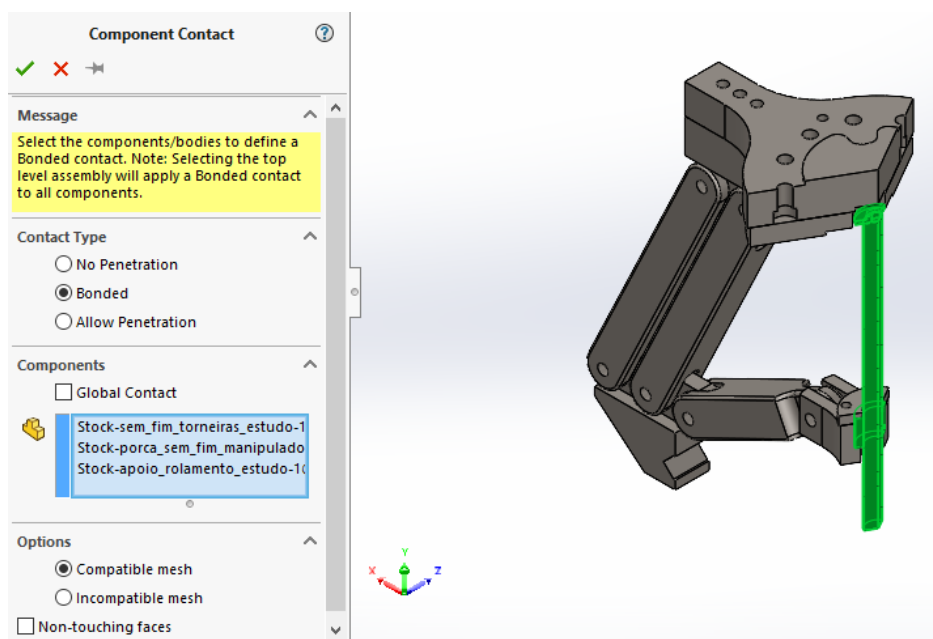 Component Contact
Message
Select the components/bodies to define a
Bonded contact. Note: Selecting the top
level assembly will apply a Bonded contact
to all components.
Contact Type
No Penetration
Bonded
Allow Penetration
Components
Global Contact
Stock-sem_fim_torneiras_estudo-1
Stock-porca_sem_fim_manipulado
Stock-apoio_rolamento_estudo-10
Options
Compatible mesh
Incompatible mesh
Non-touching faces
Y
X
Z